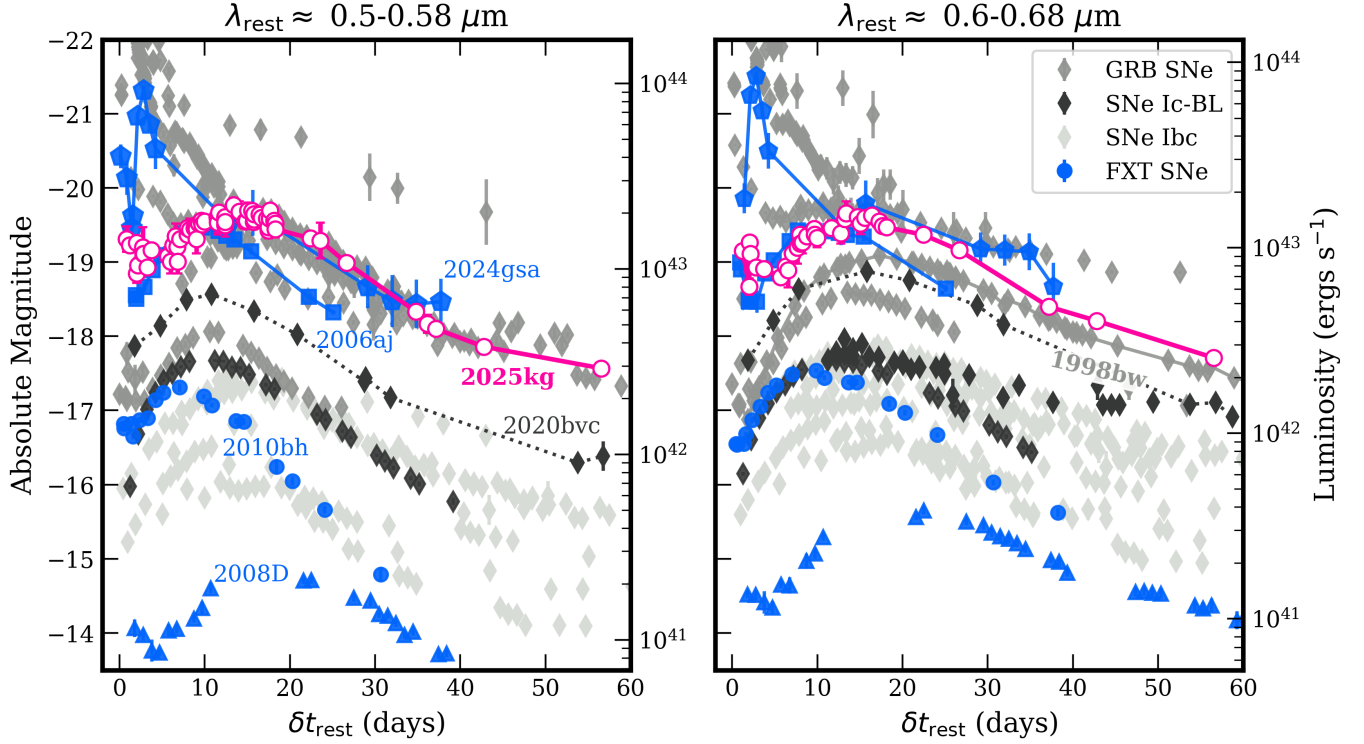 λrest ≈ 0.5-0.58 μm
λrest ≈ 0.6-0.68 μm
Absolute Magnitude
−22
−21
−20
−19
−18
−17
−16
−15
−14
10^44
10^43
10^42
10^41
2024gsa
2006aj
2025kg
2020bvc
2010bh
2008D
0 10 20 30 40 50 60
δtrest (days)
GRB SNe
SNe Ic-BL
SNe Ibc
FXT SNe
1998bw
10^44
10^43
10^42
10^41
Luminosity (ergs s^−1)
0 10 20 30 40 50 60
δtrest (days)